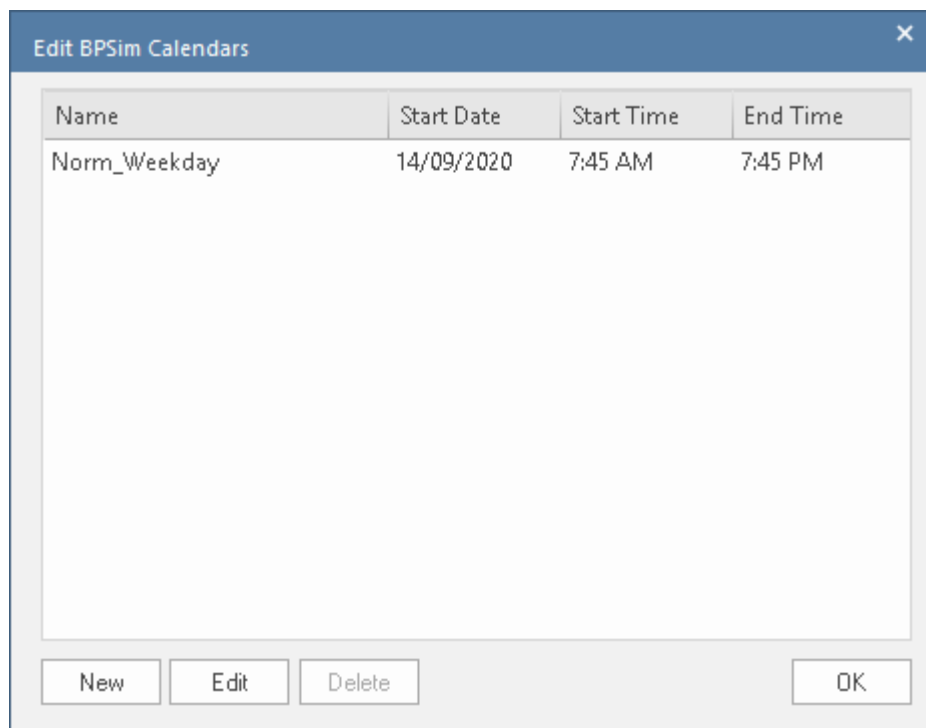 Edit BPSim Calendars
Name Start Date Start Time End Time
Norm_Weekday 14/09/2020 7:45 AM 7:45 PM
New Edit Delete OK